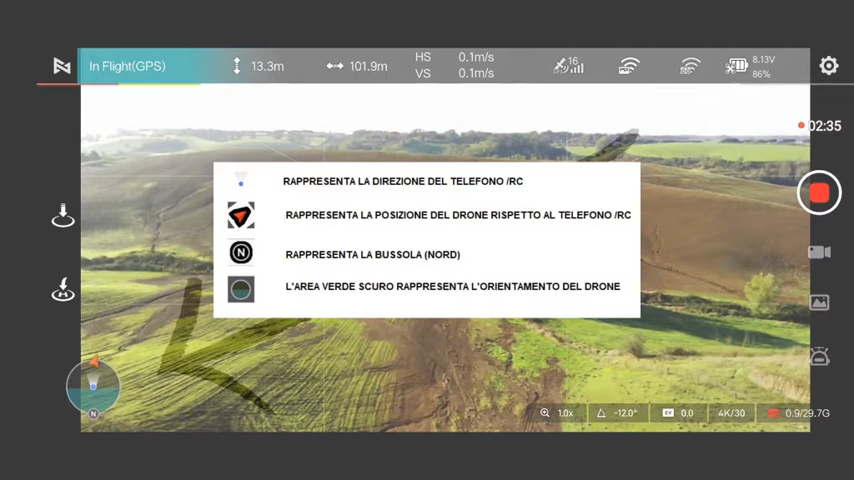 In Flight(GPS)
13.3m
101.9m
HS 0.1m/s
VS 0.1m/s
16
8.13V
86%
02:35
RAPPRESENTA LA DIREZIONE DEL TELEFONO /RC
RAPPRESENTA LA POSIZIONE DEL DRONE RISPETTO AL TELEFONO /RC
N
RAPPRESENTA LA BUSSOLA (NORD)
L'AREA VERDE SCURO RAPPRESENTA L'ORIENTAMENTO DEL DRONE
H
N
1.0x
-12.0°
EV 0.0
4K/30
0.9/29.7G